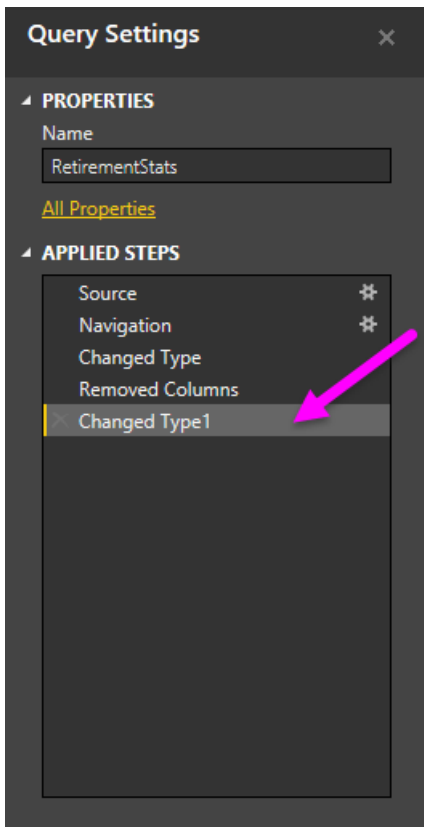 Query Settings
PROPERTIES
Name
RetirementStats
All Properties
APPLIED STEPS
Source
Navigation
Changed Type
Removed Columns
Changed Type1